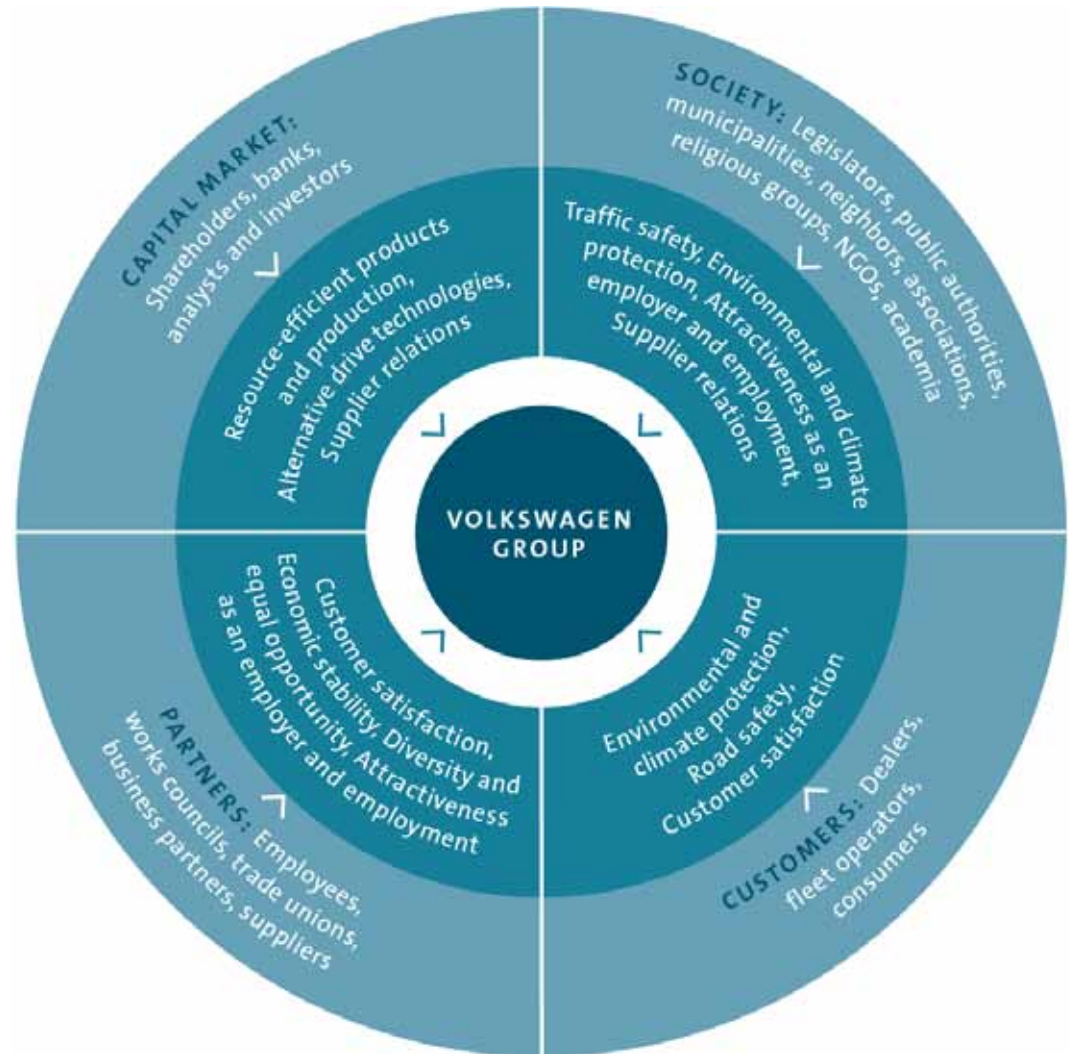 CAPITAL MARKET:
Shareholders, banks,
analysts and investors
Resource-efficient products
and production,
Alternative drive technologies,
Supplier relations
SOCIETY: Legislators, public authorities,
municipalities, neighbors, associations,
religious groups, NGOs, academia
Traffic safety, Environmental and climate
protection, Attractiveness as an
employer and employment,
Supplier relations
VOLKSWAGEN
GROUP
Customer satisfaction,
Economic stability, Diversity and
equal opportunity, Attractiveness
as an employer and employment
PARTNERS: Employees,
works councils, trade unions,
business partners, suppliers
Environmental and
climate protection,
Road safety,
Customer satisfaction
CUSTOMERS: Dealers,
fleet operators,
consumers